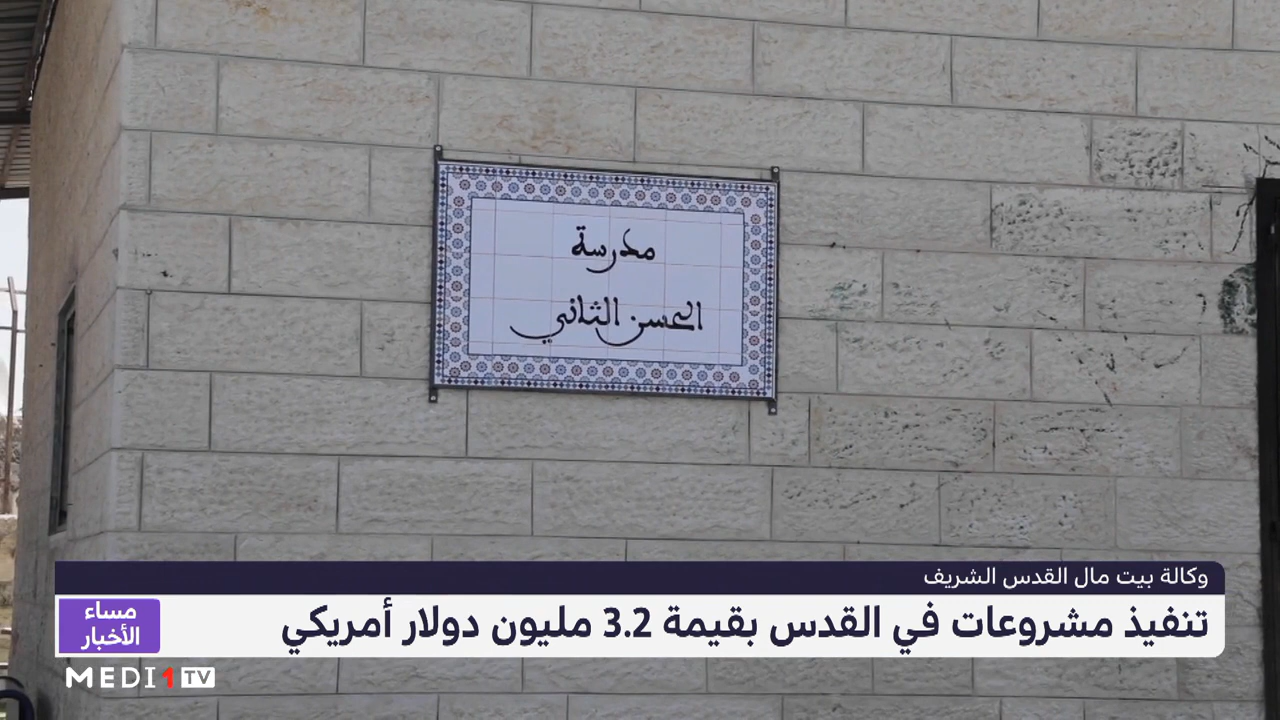 مدرسة
الحسن الثاني
وكالة بيت مال القدس الشريف
تنفيذ مشروعات في القدس بقيمة 3.2 مليون دولار أمريكي
مساء
الأخبار
MEDI1TV